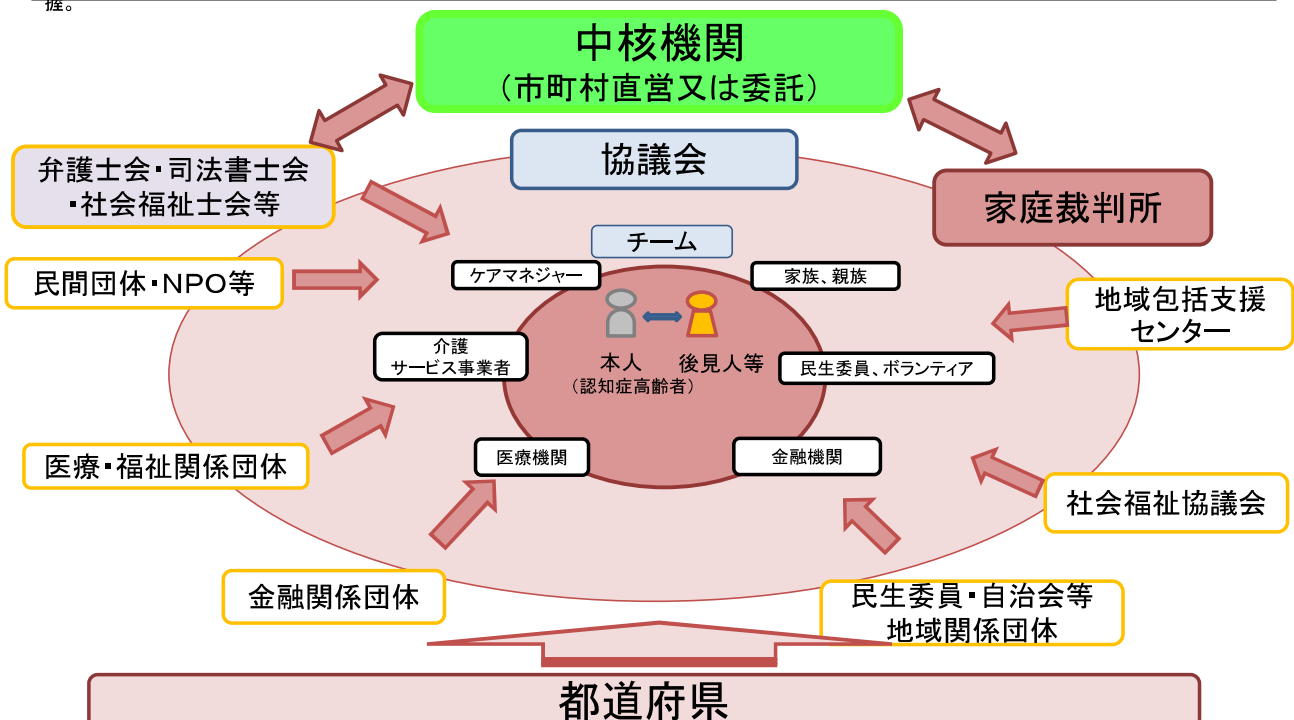 握。
中核機関
（市町村直営又は委託）
協議会
弁護士会・司法書士会
・社会福祉士会等
家庭裁判所
チーム
ケアマネジャー
家族、親族
民間団体・NPO等
地域包括支援
センター
介護
サービス事業者
本人
（認知症高齢者）
後見人等
民生委員、ボランティア
医療・福祉関係団体
医療機関
金融機関
社会福祉協議会
金融関係団体
民生委員・自治会等
地域関係団体
都道府県